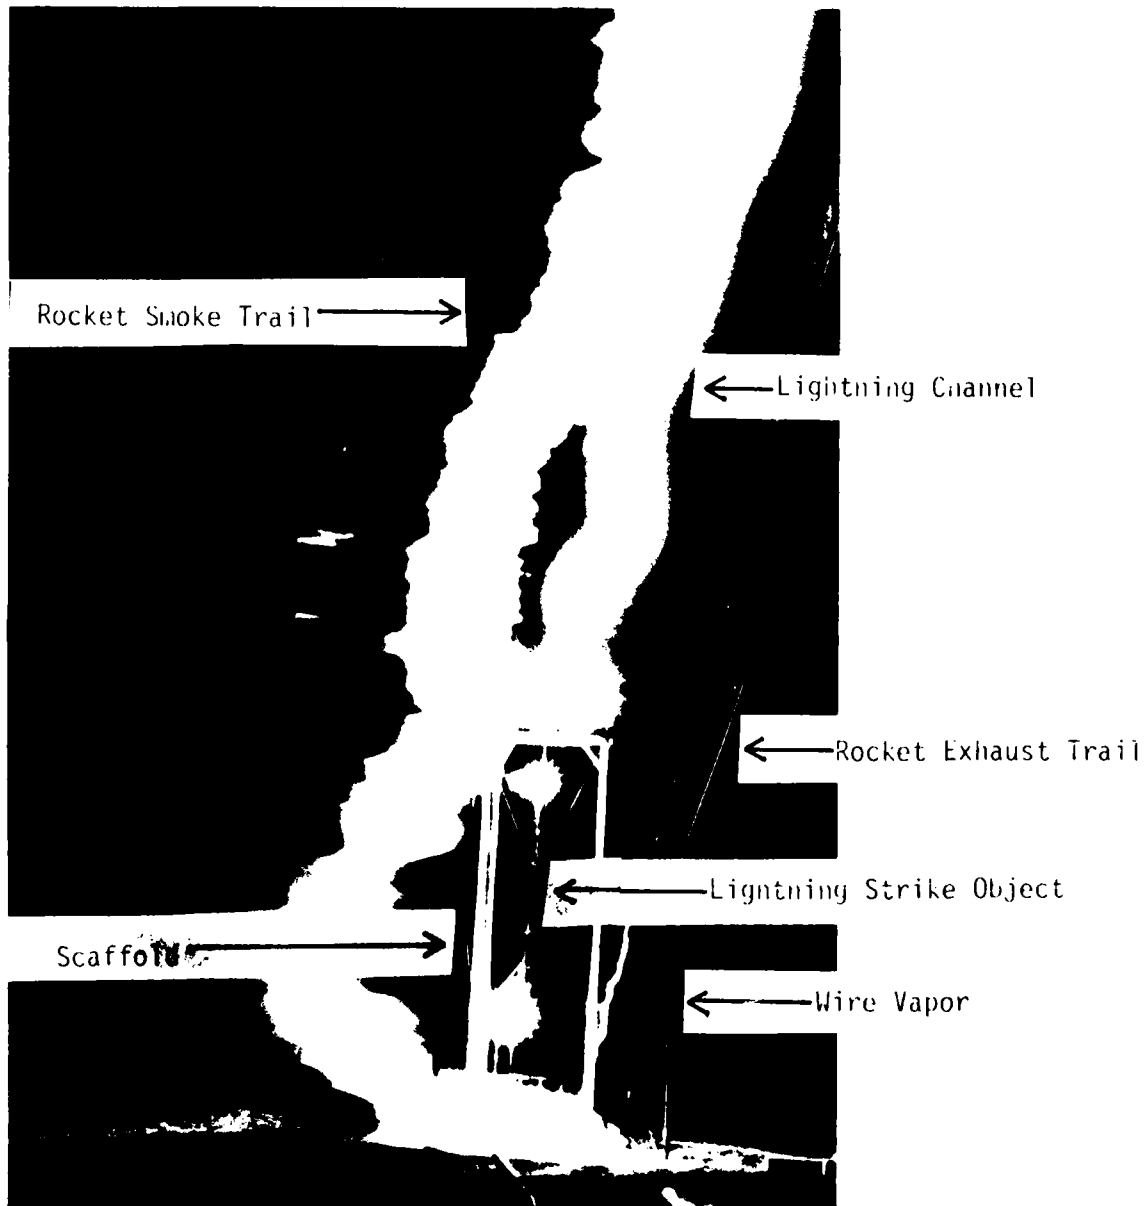 Rocket Smoke Trail
Lightning Channel
Rocket Exhaust Trail
Lightning Strike Object
Scaffold
Wire Vapor